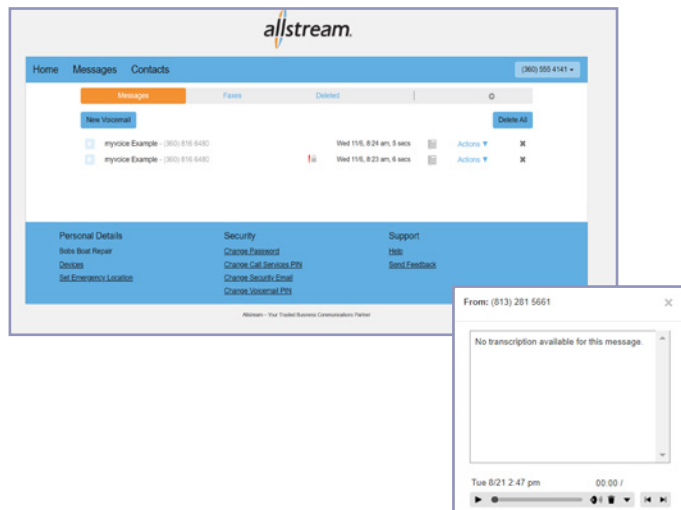 allstream.
Home Messages Contacts (360) 555 4141
Messages Faxes Deleted
New Voicemail Delete All
myvoice Example - (360) 816 6480 Wed 11/6, 8:24 am, 5 secs Actions ▼ ✖
myvoice Example - (360) 816 6480 Wed 11/6, 8:23 am, 6 secs Actions ▼ ✖
Personal Details Security Support
Bobs Boat Repair Change Password Help
Devices Change Call Services PIN Send Feedback
Set Emergency Location Change Security Email
Change Voicemail PIN
Allstream – Your Trusted Business Communications Partner
From: (813) 281 5661 ×
No transcription available for this message.
Tue 8/21 2:47 pm 00:00 /